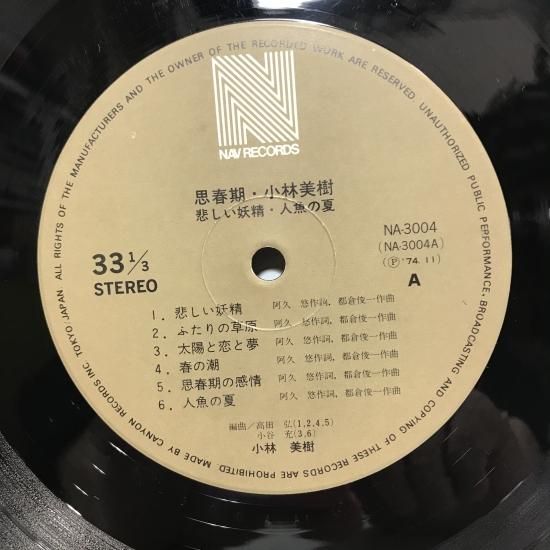 ALL RIGHTS OF THE MANUFACTURERS AND THE OWNER OF THE RECORDED WORK ARE RESERVED. UNAUTHORIZED PUBLIC PERFORMANCE, BROADCASTING AND COPYING OF THESE RECORDS ARE PROHIBITED. MADE BY CANYON RECORDS INC. TOKYO JAPAN
N
NAV RECORDS
思春期・小林美樹
悲しい妖精・人魚の夏
33 1/3
STEREO
NA-3004
(NA-3004A)
(Ⓟ '74. 11)
A
1. 悲しい妖精 阿久 悠作詞, 都倉俊一作曲
2. ふたりの草原 阿久 悠作詞, 都倉俊一作曲
3. 太陽と恋と夢 阿久 悠作詞, 都倉俊一作曲
4. 春の潮 阿久 悠作詞, 都倉俊一作曲
5. 思春期の感情 阿久 悠作詞, 都倉俊一作曲
6. 人魚の夏 阿久 悠作詞, 都倉俊一作曲
編曲/高田 弘(1,2,4,5)
小谷 充(3,6)
小林 美樹